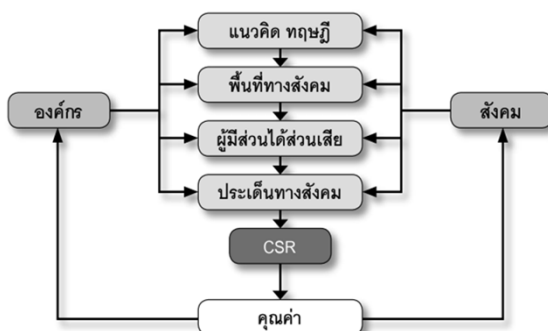 แนวคิด ทฤษฎี
พื้นที่ทางสังคม
องค์กร
สังคม
ผู้มีส่วนได้ส่วนเสีย
ประเด็นทางสังคม
CSR
คุณค่า